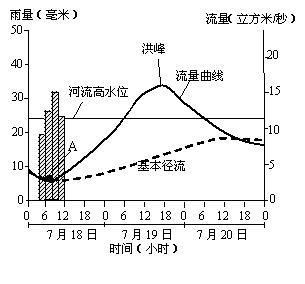 雨量(毫米) 流量(立方米/秒)
洪峰
50
40
30
20
10
0
20
15
10
5
0
河流高水位
流量曲线
A
基本径流
0 6 12 18 0 6 12 18 0 6 12 18 0
7月18日 7月19日 7月20日
时间(小时)